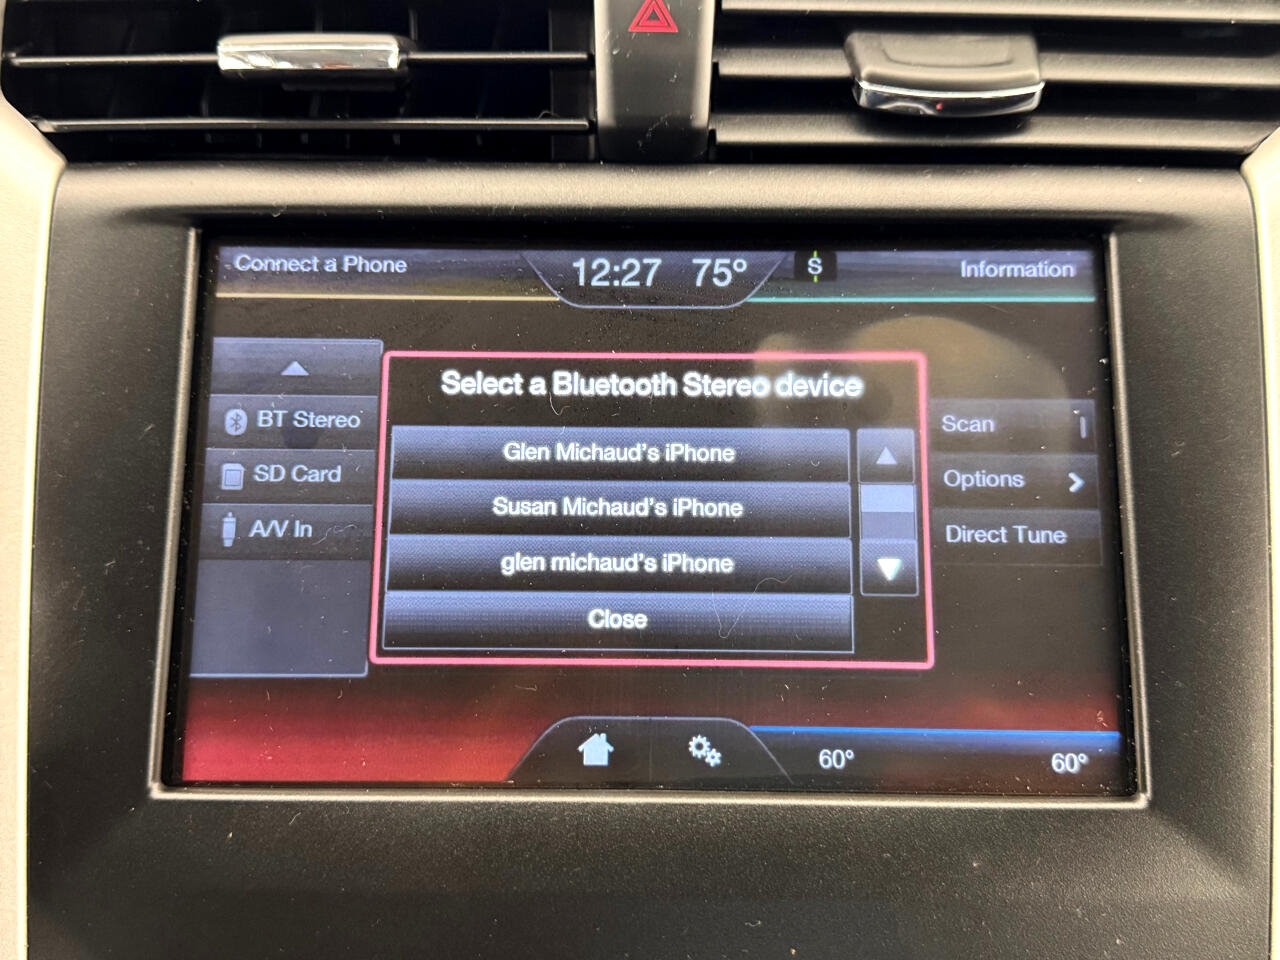 Connect a Phone
12:27 75°
S
Information
BT Stereo
SD Card
A/V In
Select a Bluetooth Stereo device
Glen Michaud's iPhone
Susan Michaud's iPhone
glen michaud's iPhone
Close
Scan
Options
Direct Tune
60°
60°